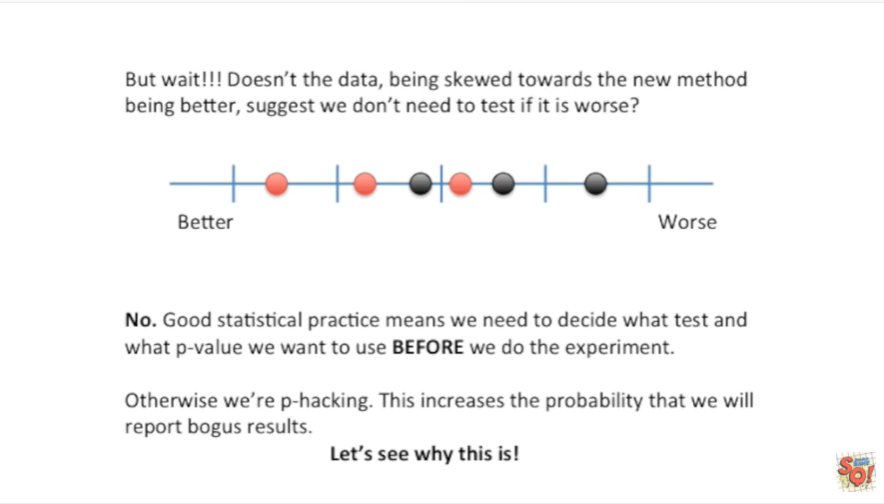 But wait!!! Doesn't the data, being skewed towards the new method
being better, suggest we don't need to test if it is worse?
Better
Worse
No. Good statistical practice means we need to decide what test and
what p-value we want to use BEFORE we do the experiment.
Otherwise we're p-hacking. This increases the probability that we will
report bogus results.
Let's see why this is!
SQ!